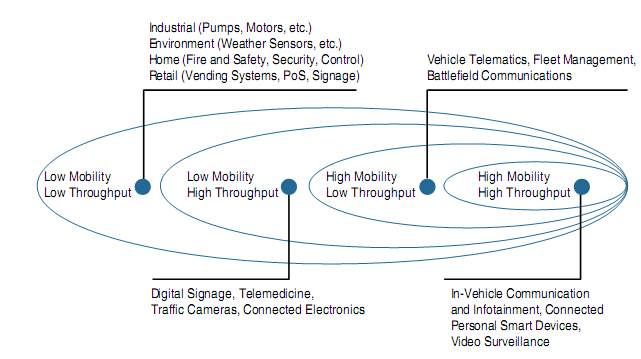 Industrial (Pumps, Motors, etc.)
Environment (Weather Sensors, etc.)
Home (Fire and Safety, Security, Control)
Retail (Vending Systems, PoS, Signage)
Vehicle Telematics, Fleet Management,
Battlefield Communications
Low Mobility
Low Throughput
Low Mobility
High Throughput
High Mobility
Low Throughput
High Mobility
High Throughput
Digital Signage, Telemedicine,
Traffic Cameras, Connected Electronics
In-Vehicle Communication
and Infotainment, Connected
Personal Smart Devices,
Video Surveillance